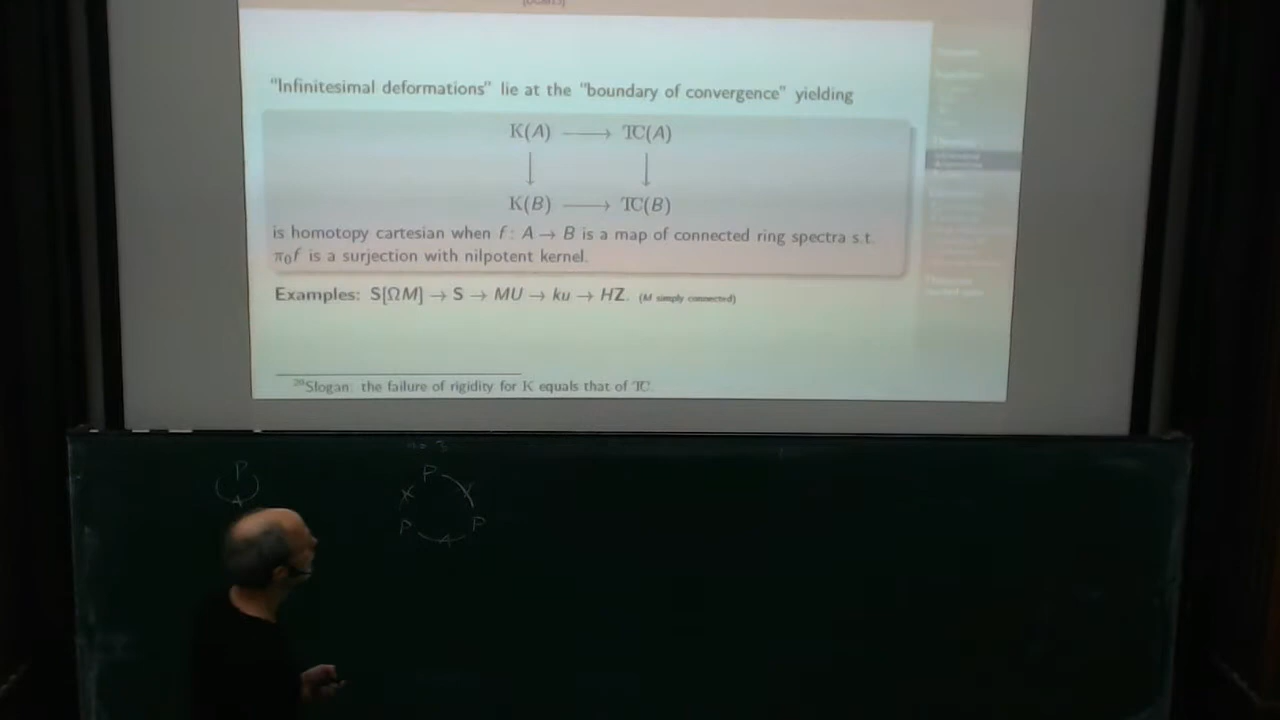 "Infinitesimal deformations" lie at the "boundary of convergence" yielding
K(A) → TC(A)
↓ ↓
K(B) → TC(B)
is homotopy cartesian when f: A → B is a map of connected ring spectra s.t.
π₀f is a surjection with nilpotent kernel.
Examples: S[ΩM] → S → MU → ku → HZ. (M simply connected)
Slogan: the failure of rigidity for K equals that of TC.
P
P
P P